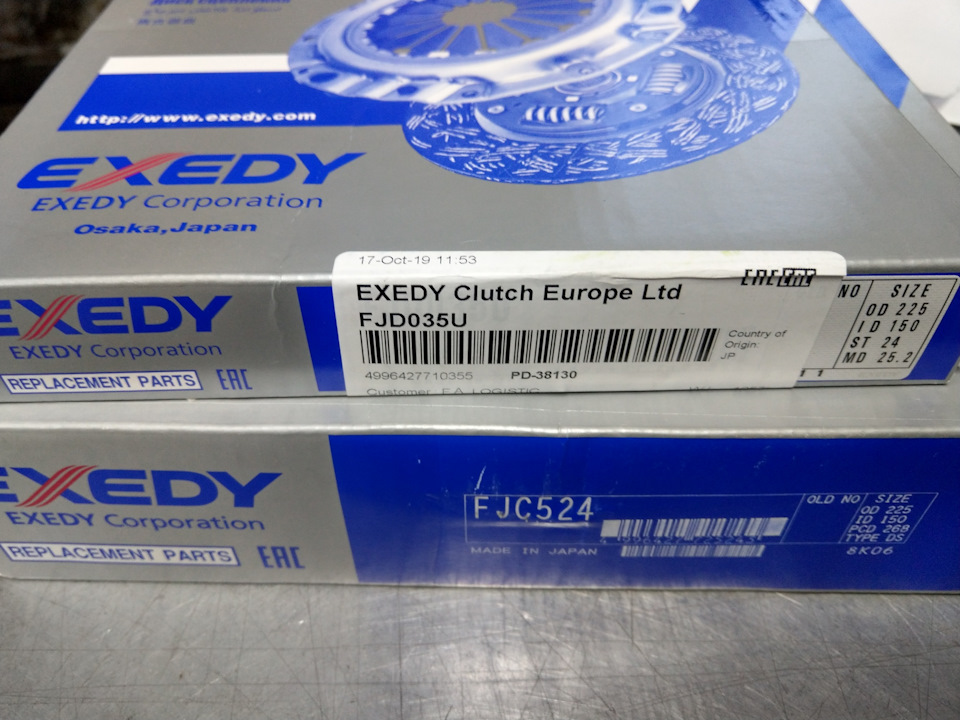 http://www.exedy.com
EXEDY
EXEDY Corporation
Osaka,Japan
17-Oct-19 11:53
EXEDY Clutch Europe Ltd
FJD035U
Country of
Origin:
JP
4996427710355 PD-38130
Customer
NO SIZE
OD 225
ID 150
ST 24
MD 25.2
EXEDY
EXEDY Corporation
REPLACEMENT PARTS EAC
EXEDY
EXEDY Corporation
REPLACEMENT PARTS EAC
FJC524
MADE IN JAPAN
OLD NO SIZE
OD 225
ID 150
PCD 268
TYPE DS
8K06